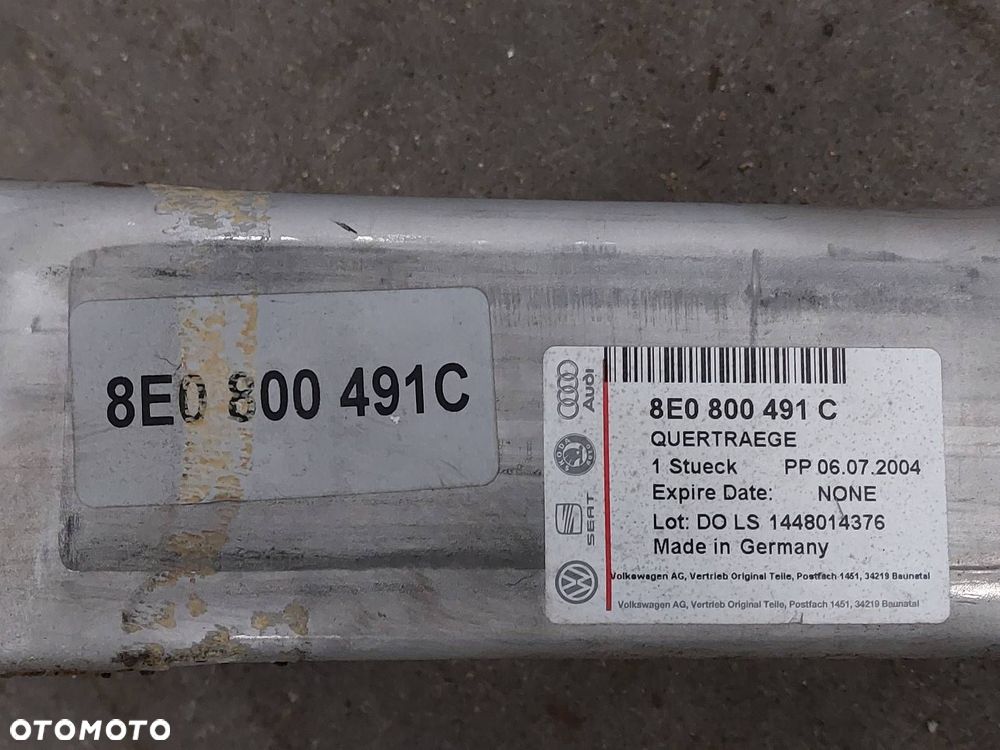 8E0 800 491C
Audi
8E0 800 491 C
QUERTRAEGE
1 Stueck PP 06.07.2004
Expire Date: NONE
Lot: DO LS 1448014376
Made in Germany
SKODA AUTO
SEAT
Volkswagen AG, Vertrieb Original Teile, Postfach 1451, 34219 Baunatal
Volkswagen AG, Vertrieb Original Teile, Postfach 1451, 34219 Baunatal
OTOMOTO